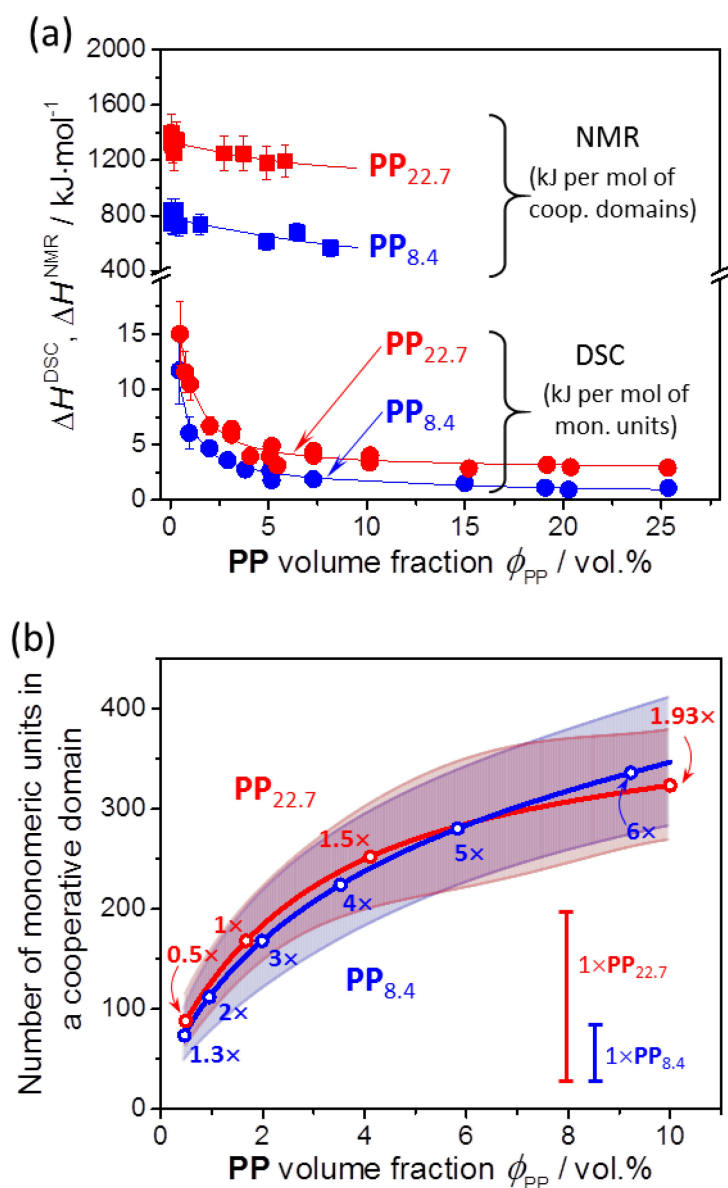 (a)
ΔH^DSC, ΔH^NMR / kJ·mol⁻¹
2000
1600
1200
800
400
15
10
5
0
PP₂₂.₇
PP₈.₄
NMR
(kJ per mol of
coop. domains)
PP₂₂.₇
PP₈.₄
DSC
(kJ per mol of
mon. units)
0 5 10 15 20 25
PP volume fraction ϕ_PP / vol.%
(b)
Number of monomeric units in
a cooperative domain
400
300
200
100
0
PP₂₂.₇
PP₈.₄
0.5×
1×
1.5×
1.93×
1.3×
2×
3×
4×
5×
6×
1×PP₂₂.₇
1×PP₈.₄
0 2 4 6 8 10
PP volume fraction ϕ_PP / vol.%